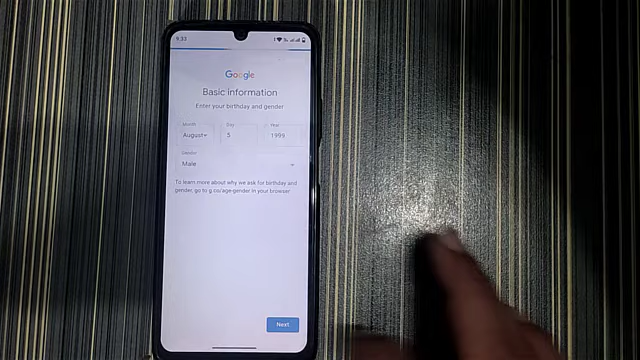 9:33
Google
Basic information
Enter your birthday and gender
Month Day Year
August 5 1999
Gender
Male
To learn more about why we ask for birthday and
gender, go to g.co/age-gender in your browser
Next